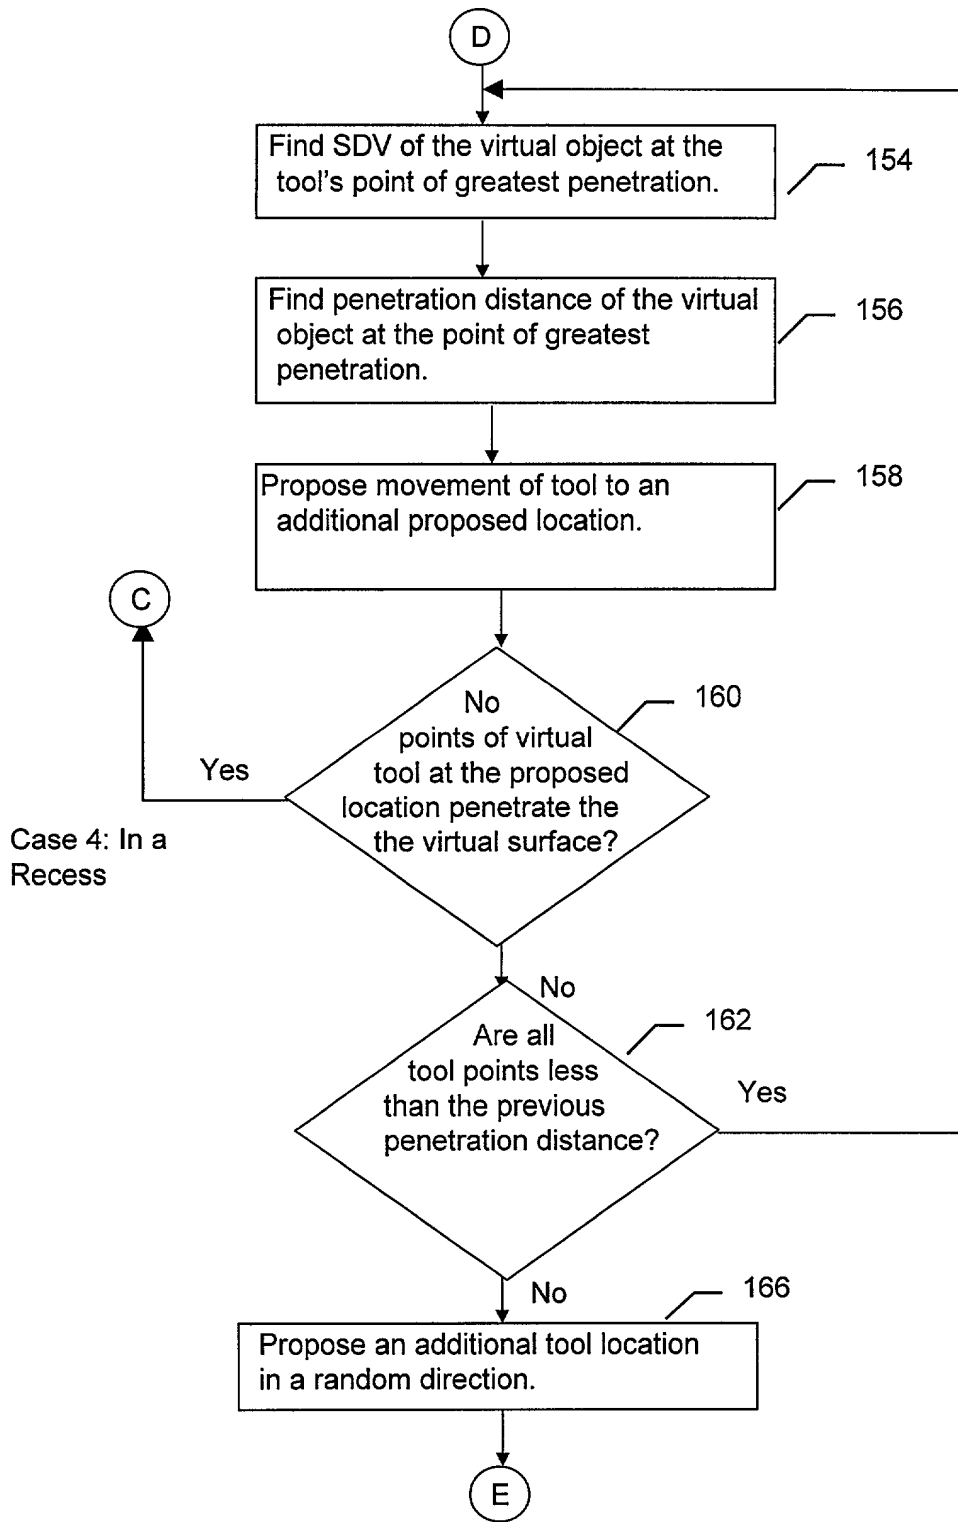 D
Find SDV of the virtual object at the
tool's point of greatest penetration.
154
Find penetration distance of the virtual
object at the point of greatest
penetration.
156
Propose movement of tool to an
additional proposed location.
158
C
No
points of virtual
tool at the proposed
location penetrate the
the virtual surface?
160
Yes
Case 4: In a
Recess
No
Are all
tool points less
than the previous
penetration distance?
162
Yes
No
166
Propose an additional tool location
in a random direction.
E